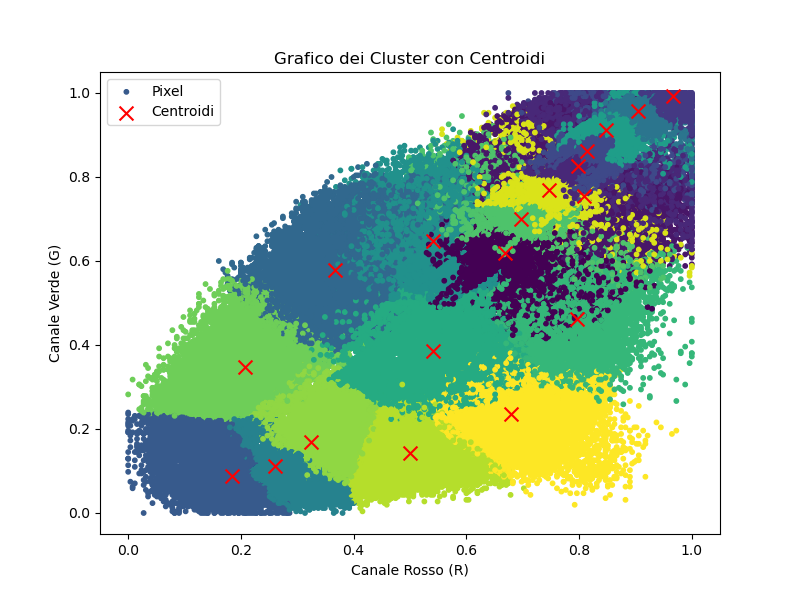 Grafico dei Cluster con Centroidi
Pixel
Centroidi
Canale Verde (G)
1.0
0.8
0.6
0.4
0.2
0.0
0.0 0.2 0.4 0.6 0.8 1.0
Canale Rosso (R)